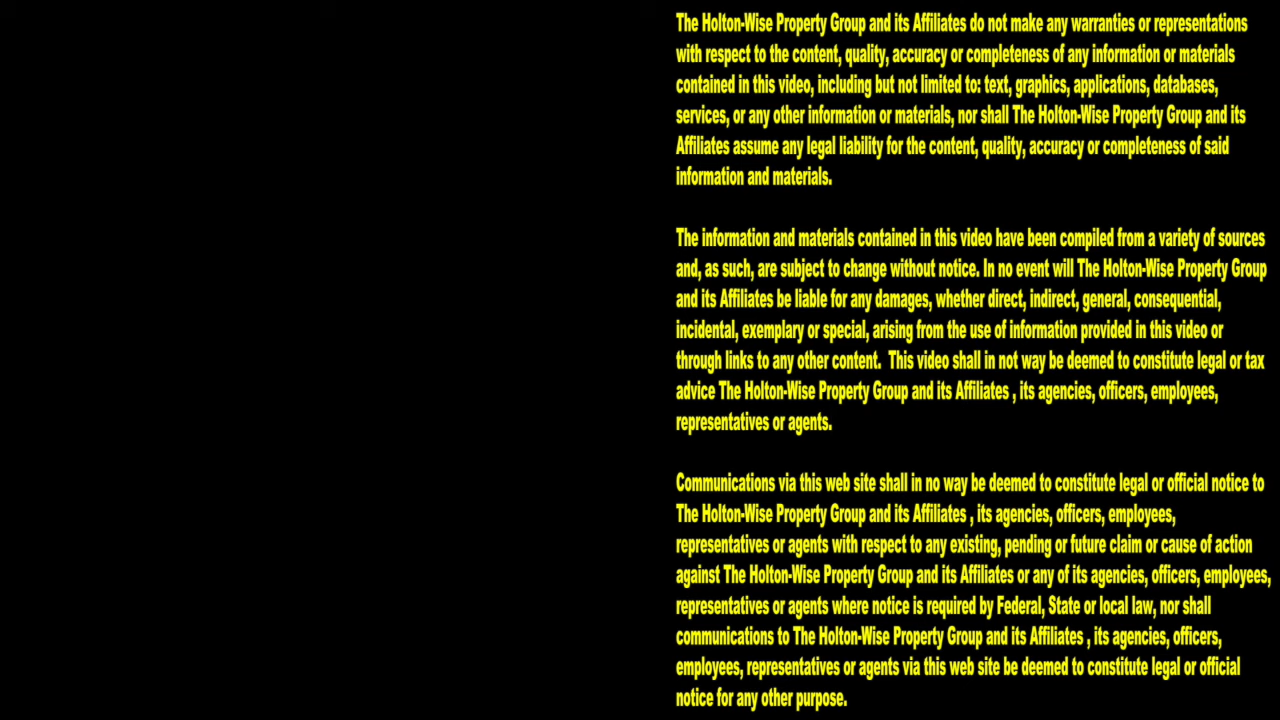 The Holton-Wise Property Group and its Affiliates do not make any warranties or representations
with respect to the content, quality, accuracy or completeness of any information or materials
contained in this video, including but not limited to: text, graphics, applications, databases,
services, or any other information or materials, nor shall The Holton-Wise Property Group and its
Affiliates assume any legal liability for the content, quality, accuracy or completeness of said
information and materials.
The information and materials contained in this video have been compiled from a variety of sources
and, as such, are subject to change without notice. In no event will The Holton-Wise Property Group
and its Affiliates be liable for any damages, whether direct, indirect, general, consequential,
incidental, exemplary or special, arising from the use of information provided in this video or
through links to any other content.  This video shall in not way be deemed to constitute legal or tax
advice The Holton-Wise Property Group and its Affiliates , its agencies, officers, employees,
representatives or agents.
Communications via this web site shall in no way be deemed to constitute legal or official notice to
The Holton-Wise Property Group and its Affiliates , its agencies, officers, employees,
representatives or agents with respect to any existing, pending or future claim or cause of action
against The Holton-Wise Property Group and its Affiliates or any of its agencies, officers, employees,
representatives or agents where notice is required by Federal, State or local law, nor shall
communications to The Holton-Wise Property Group and its Affiliates , its agencies, officers,
employees, representatives or agents via this web site be deemed to constitute legal or official
notice for any other purpose.